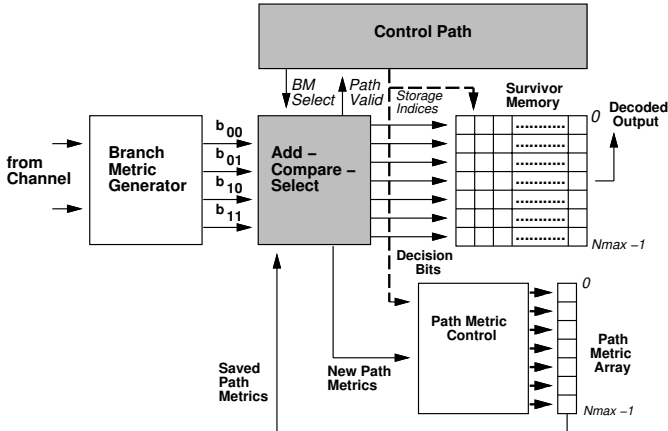 Control Path
BM
Select
Path
Valid
Storage
Indices
Survivor
Memory
0
Decoded
Output
from
Channel
Branch
Metric
Generator
b00
b01
b10
b11
Add –
Compare –
Select
...........
...........
...........
...........
...........
...........
...........
Nmax –1
Decision
Bits
0
Path Metric
Control
Path
Metric
Array
Saved
Path
Metrics
New Path
Metrics
Nmax –1